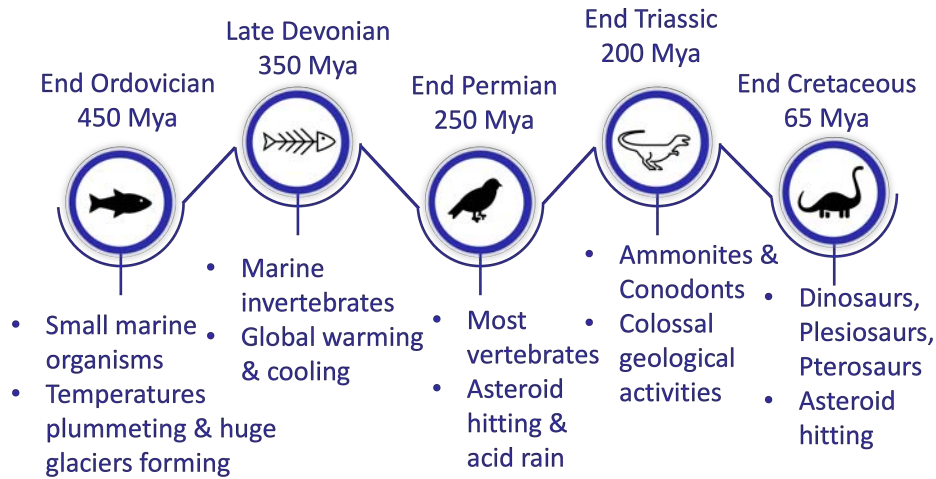 End Ordovician
450 Mya
• Small marine
organisms
• Temperatures
plummeting & huge
glaciers forming
Late Devonian
350 Mya
• Marine
invertebrates
• Global warming
& cooling
End Permian
250 Mya
• Most
vertebrates
• Asteroid
hitting &
acid rain
End Triassic
200 Mya
• Ammonites &
Conodonts
• Colossal
geological
activities
End Cretaceous
65 Mya
• Dinosaurs,
Plesiosaurs,
Pterosaurs
• Asteroid
hitting